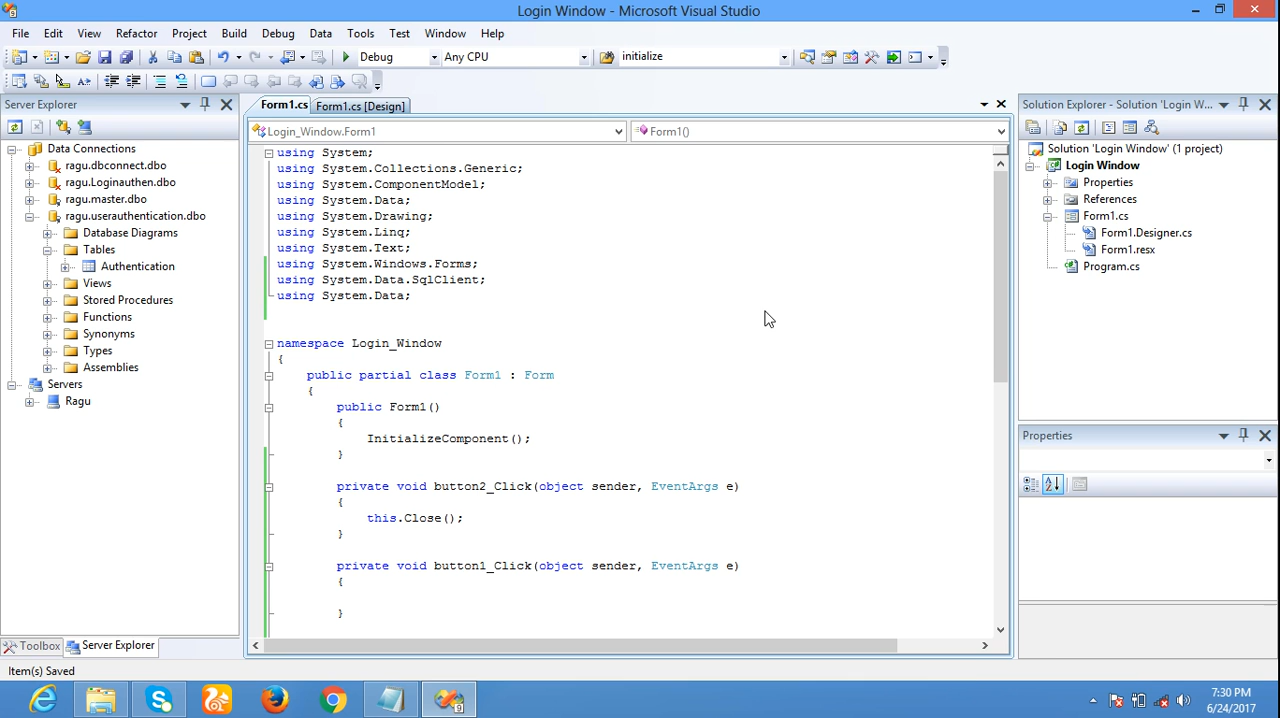 Login Window - Microsoft Visual Studio
File Edit View Refactor Project Build Debug Data Tools Test Window Help
Debug Any CPU initialize
Server Explorer
Data Connections
ragu.dbconnect.dbo
ragu.Loginauthen.dbo
ragu.master.dbo
ragu.userauthentication.dbo
Database Diagrams
Tables
Authentication
Views
Stored Procedures
Functions
Synonyms
Types
Assemblies
Servers
Ragu
Toolbox Server Explorer
Form1.cs Form1.cs [Design]
Login_Window.Form1 Form1()
using System;
using System.Collections.Generic;
using System.ComponentModel;
using System.Data;
using System.Drawing;
using System.Linq;
using System.Text;
using System.Windows.Forms;
using System.Data.SqlClient;
using System.Data;
namespace Login_Window
{
public partial class Form1 : Form
{
public Form1()
{
InitializeComponent();
}
private void button2_Click(object sender, EventArgs e)
{
this.Close();
}
private void button1_Click(object sender, EventArgs e)
{
}
Solution Explorer - Solution 'Login W...
Solution 'Login Window' (1 project)
Login Window
Properties
References
Form1.cs
Form1.Designer.cs
Form1.resx
Program.cs
Properties
Item(s) Saved
7:30 PM
6/24/2017